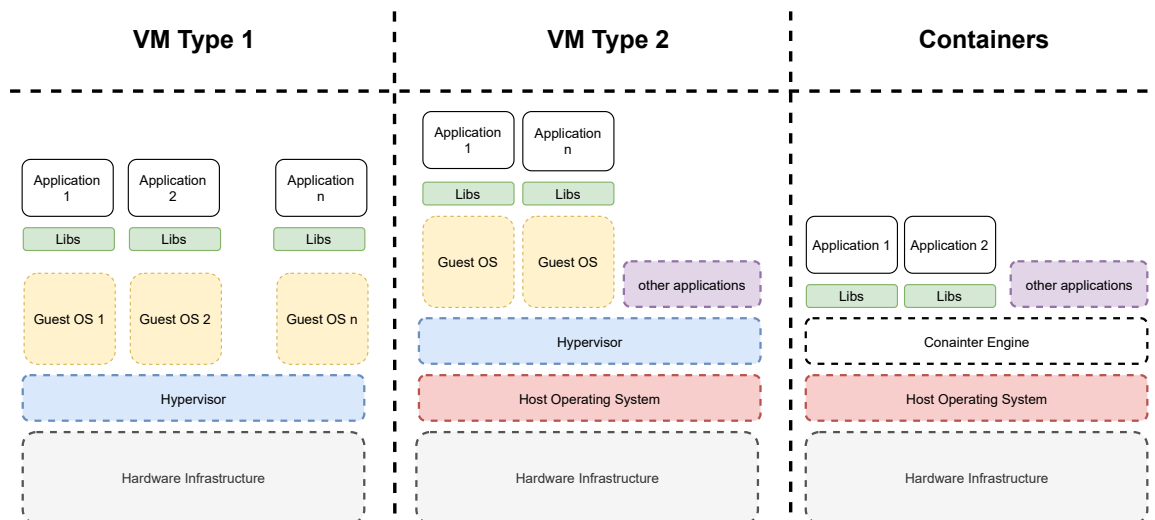 VM Type 1
VM Type 2
Containers
Application
1
Application
2
Application
n
Libs
Libs
Libs
Guest OS 1
Guest OS 2
Guest OS n
Hypervisor
Hardware Infrastructure
Application
1
Application
n
Libs
Libs
Guest OS
Guest OS
other applications
Hypervisor
Host Operating System
Hardware Infrastructure
Application 1
Application 2
Libs
Libs
other applications
Conainter Engine
Host Operating System
Hardware Infrastructure